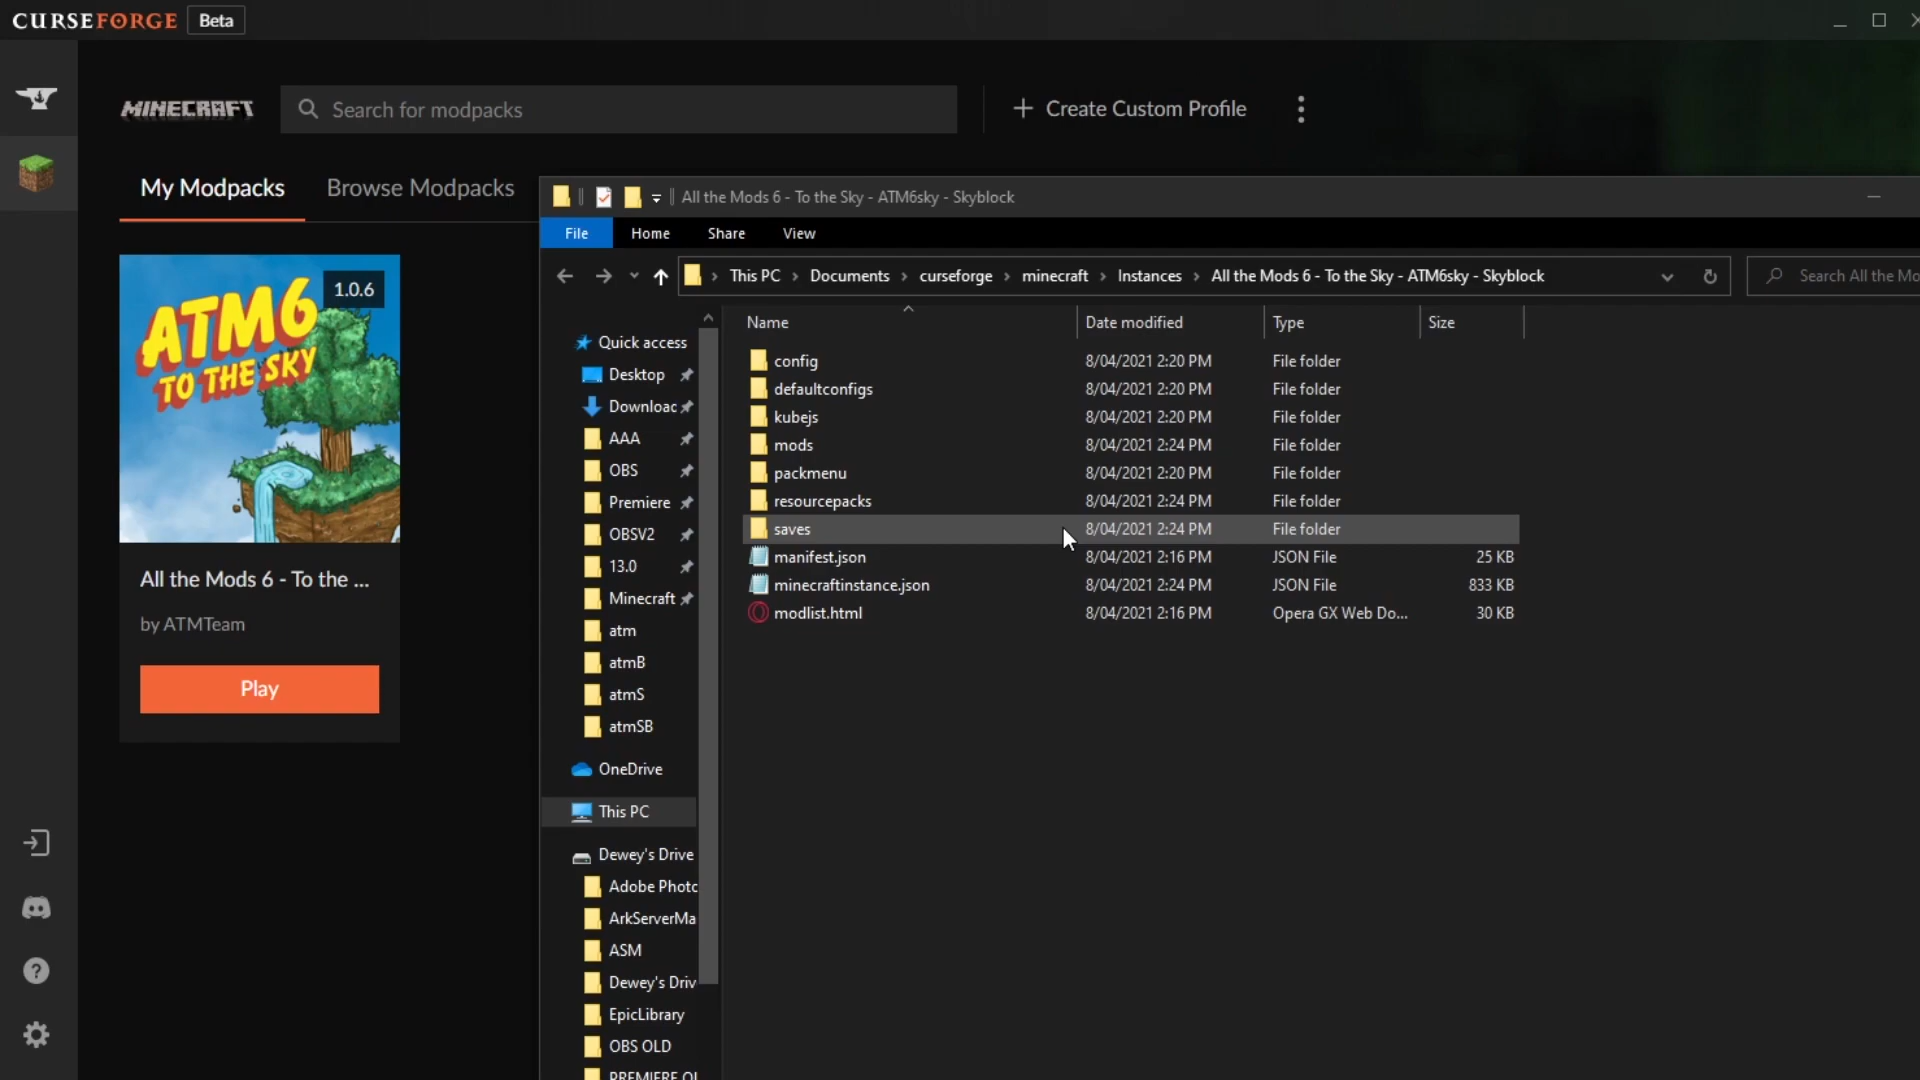 CURSEFORGE Beta
MINECRAFT
Search for modpacks
Create Custom Profile
My Modpacks Browse Modpacks
ATM6
TO THE SKY
1.0.6
All the Mods 6 - To the ...
by ATMTeam
Play
All the Mods 6 - To the Sky - ATM6sky - Skyblock
File Home Share View
This PC Documents curseforge minecraft Instances All the Mods 6 - To the Sky - ATM6sky - Skyblock
Search All the Mo
Quick access
Desktop
Downloac
AAA
OBS
Premiere
OBSV2
13.0
Minecraft
atm
atmB
atmS
atmSB
OneDrive
This PC
Dewey's Drive
Adobe Photo
ArkServerMa
ASM
Dewey's Driv
EpicLibrary
OBS OLD
PREMIERE OL
Name Date modified Type Size
config 8/04/2021 2:20 PM File folder
defaultconfigs 8/04/2021 2:20 PM File folder
kubejs 8/04/2021 2:20 PM File folder
mods 8/04/2021 2:24 PM File folder
packmenu 8/04/2021 2:20 PM File folder
resourcepacks 8/04/2021 2:24 PM File folder
saves 8/04/2021 2:24 PM File folder
manifest.json 8/04/2021 2:16 PM JSON File 25 KB
minecraftinstance.json 8/04/2021 2:24 PM JSON File 833 KB
modlist.html 8/04/2021 2:16 PM Opera GX Web Do... 30 KB